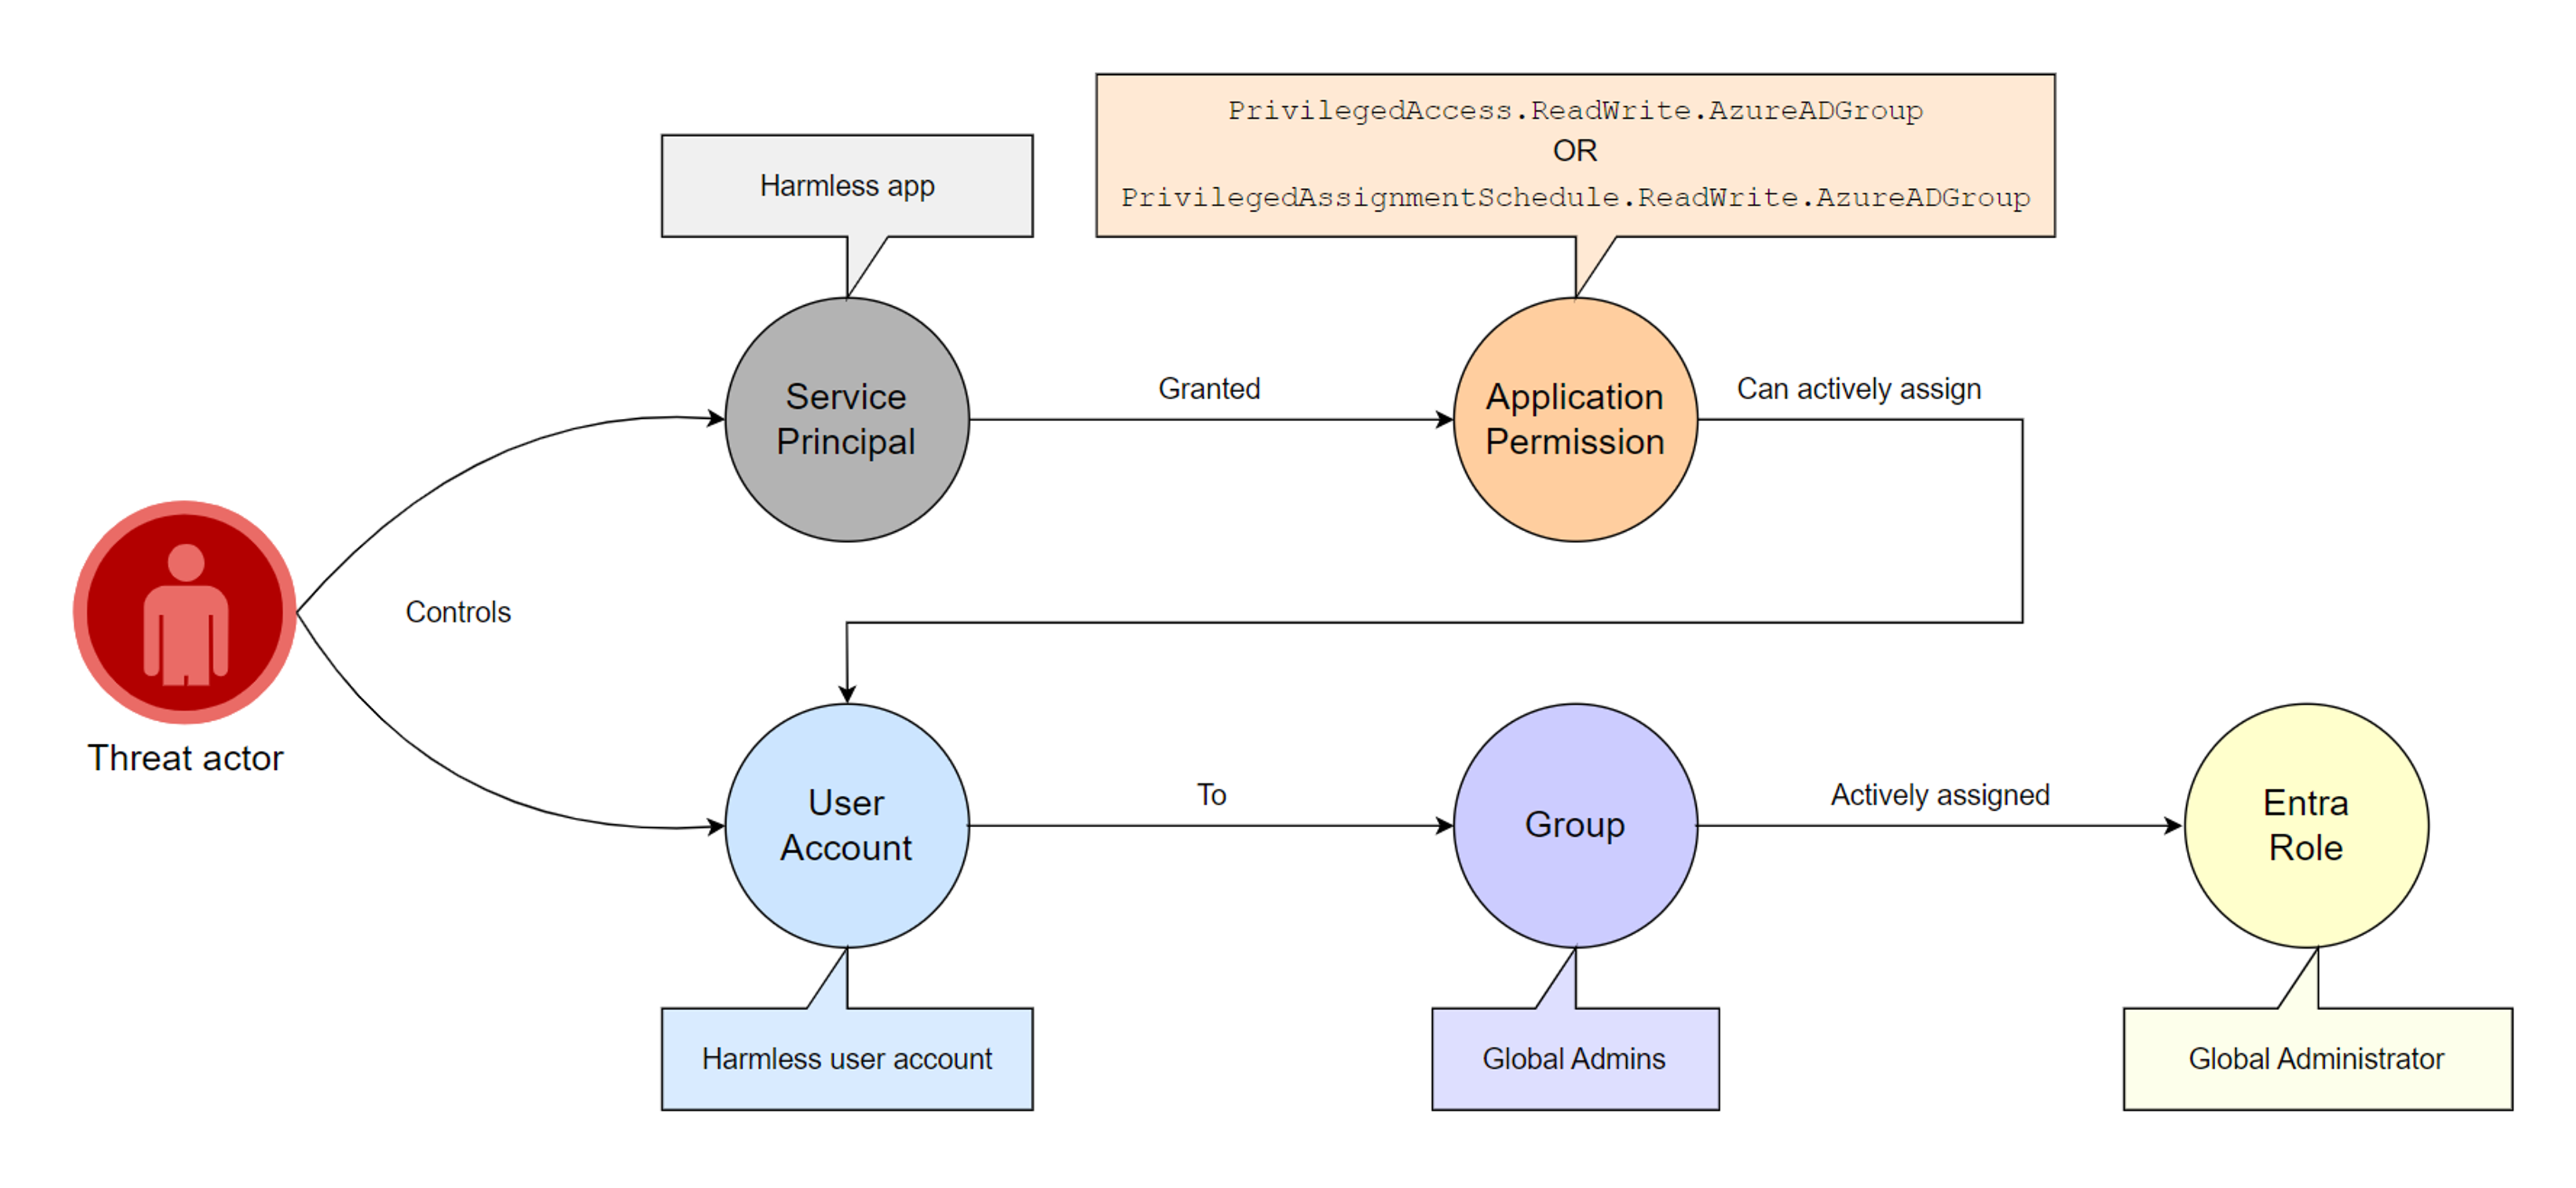 PrivilegedAccess.ReadWrite.AzureADGroup
OR
PrivilegedAssignmentSchedule.ReadWrite.AzureADGroup
Harmless app
Service
Principal
Granted
Application
Permission
Can actively assign
Controls
Threat actor
User
Account
To
Group
Actively assigned
Entra
Role
Harmless user account
Global Admins
Global Administrator